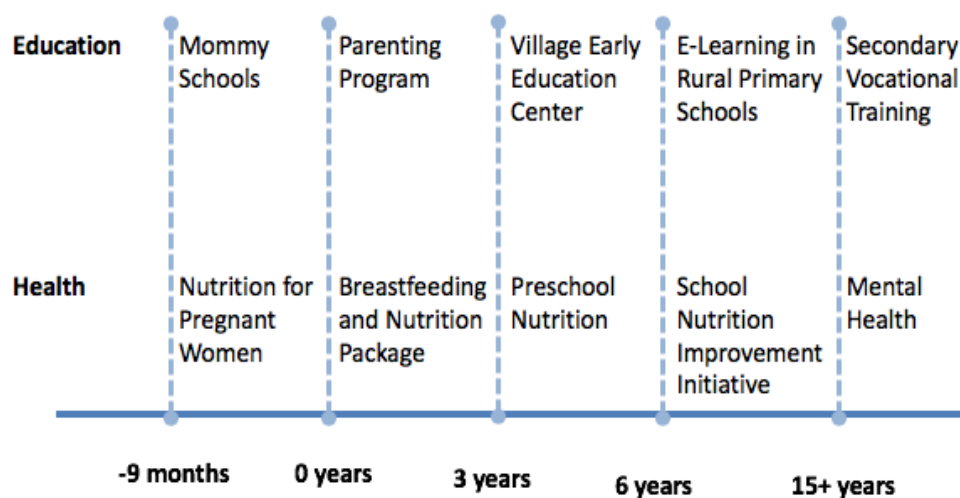 Education
Mommy
Schools
Parenting
Program
Village Early
Education
Center
E-Learning in
Rural Primary
Schools
Secondary
Vocational
Training
Health
Nutrition for
Pregnant
Women
Breastfeeding
and Nutrition
Package
Preschool
Nutrition
School
Nutrition
Improvement
Initiative
Mental
Health
-9 months
0 years
3 years
6 years
15+ years